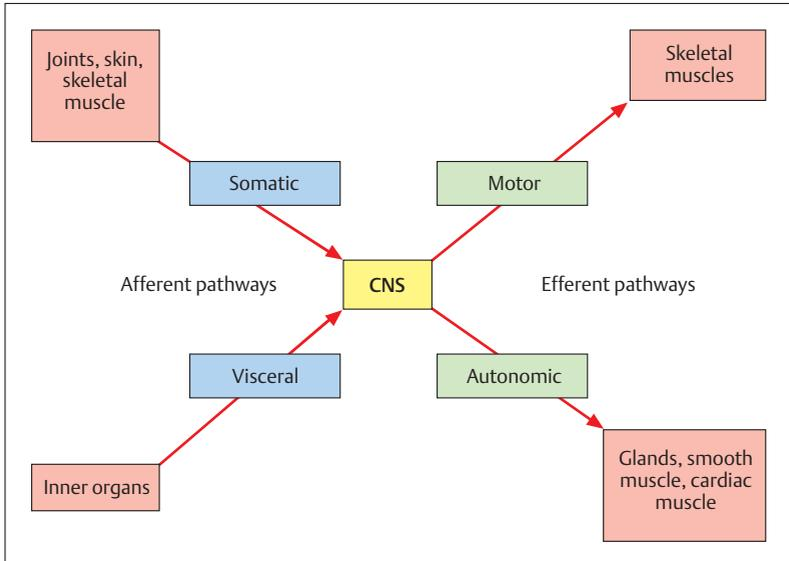 Joints, skin,
skeletal
muscle
Skeletal
muscles
Somatic
Motor
Afferent pathways
CNS
Efferent pathways
Visceral
Autonomic
Inner organs
Glands, smooth
muscle, cardiac
muscle